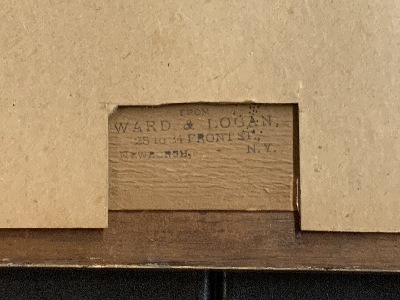 FROM
WARD & LOGAN,
25 to 34 FRONT ST.,
NEWBURGH, N.Y.